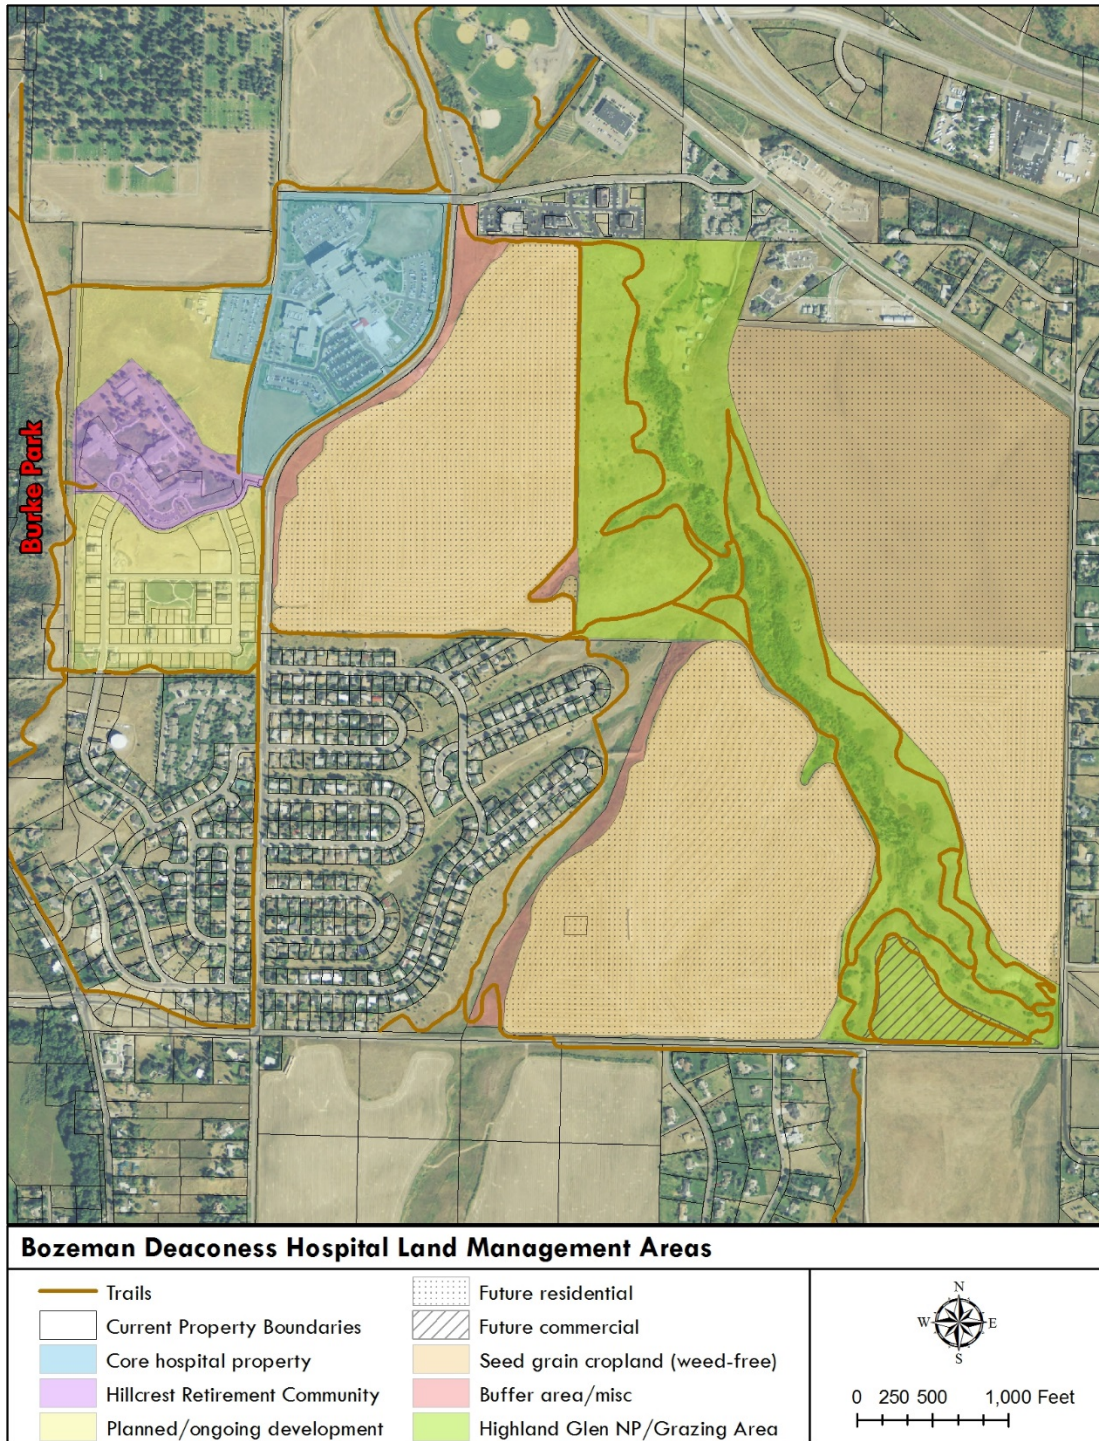 Burke Park
Bozeman Deaconess Hospital Land Management Areas
Trails
Current Property Boundaries
Core hospital property
Hillcrest Retirement Community
Planned/ongoing development
Future residential
Future commercial
Seed grain cropland (weed-free)
Buffer area/misc
Highland Glen NP/Grazing Area
N
W E
S
0 250 500 1,000 Feet